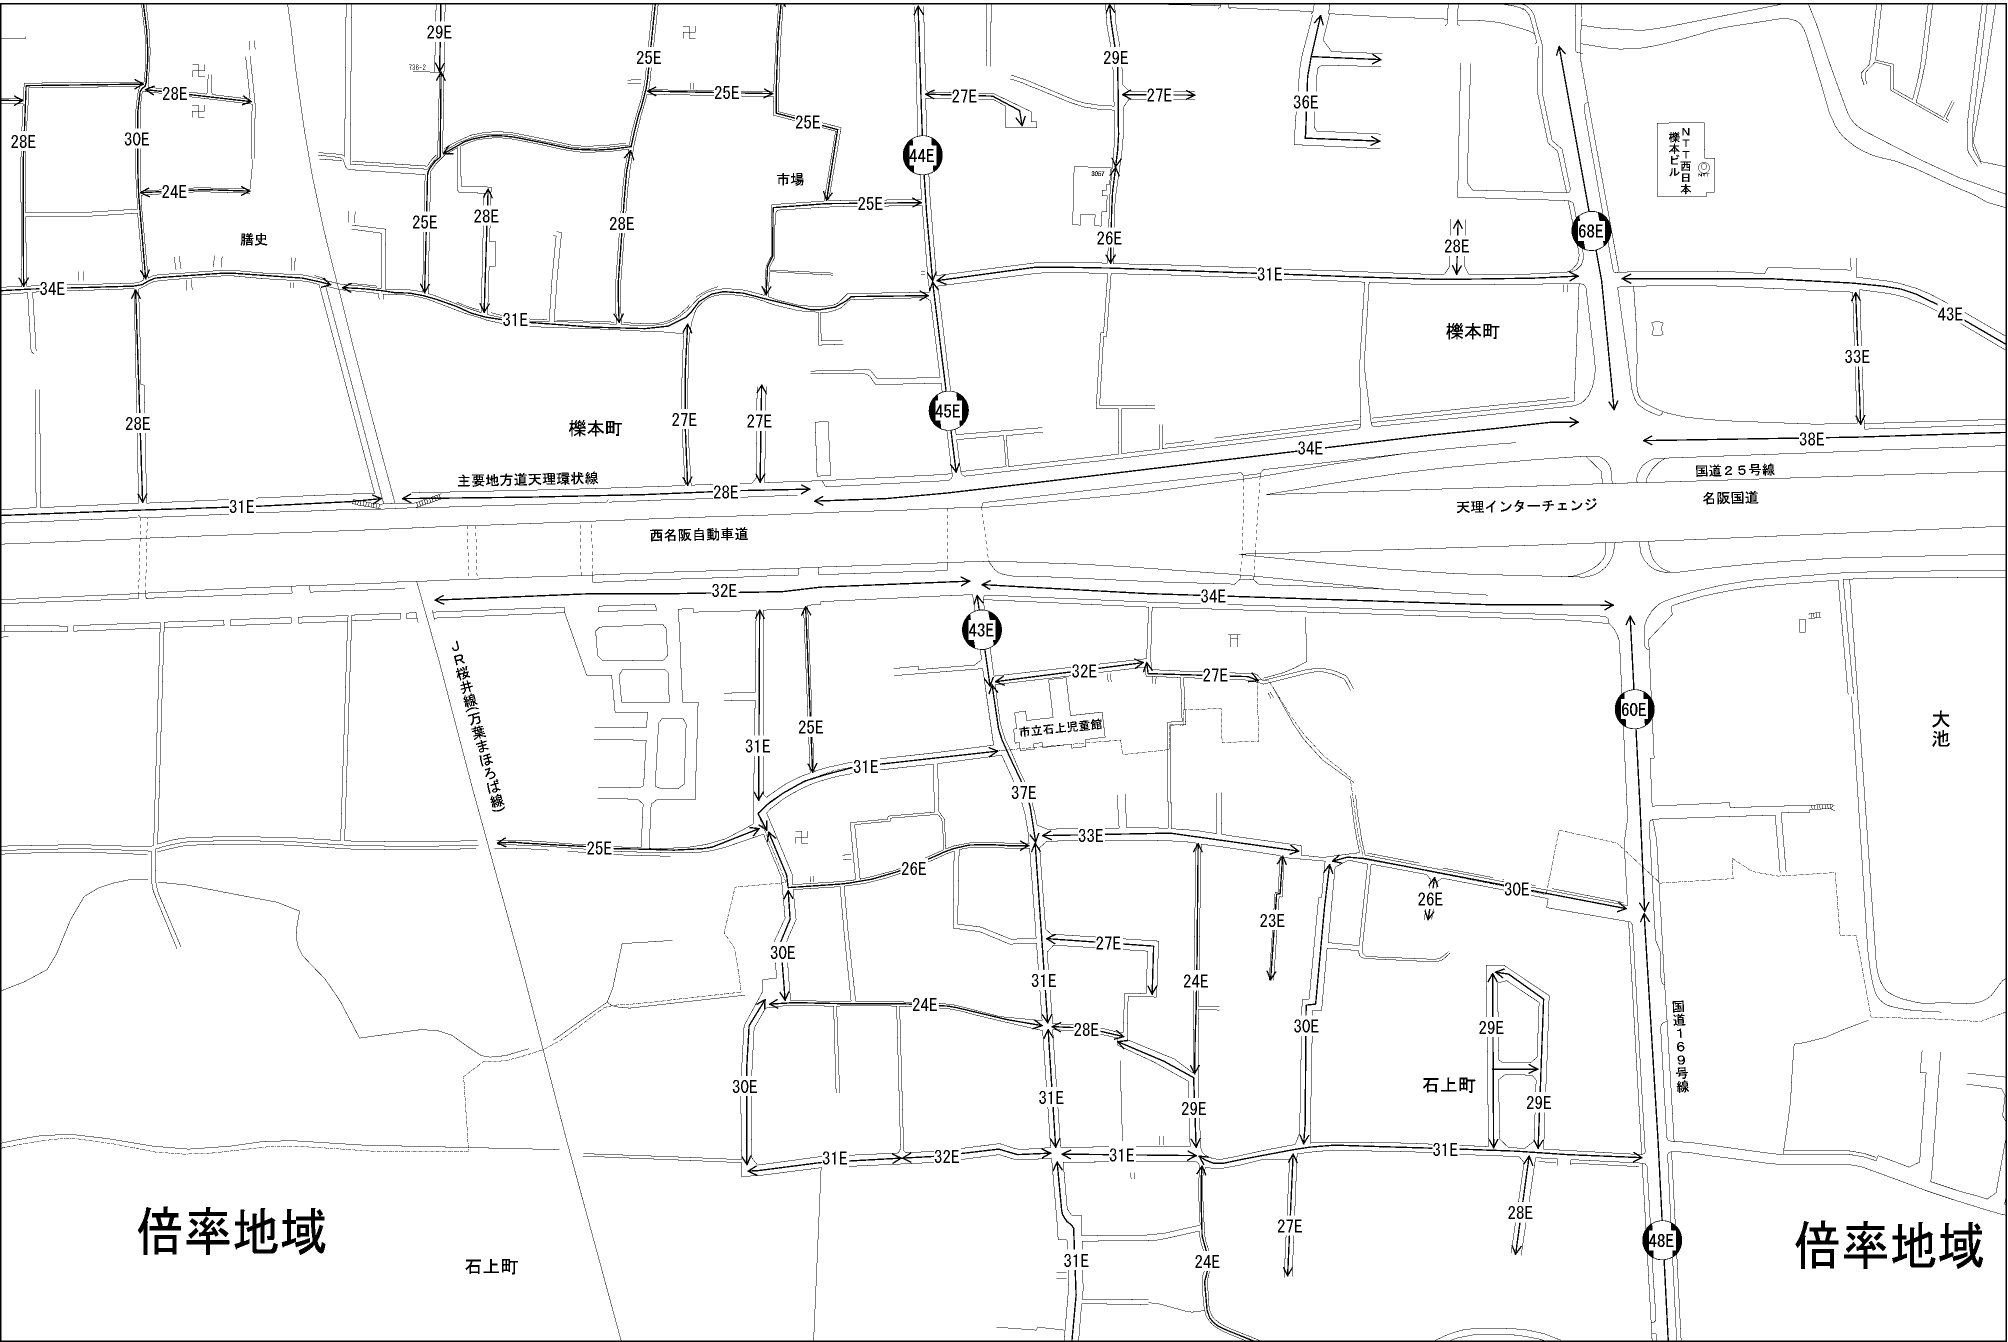 29E
25E
29E
736-2
28E
25E
27E
27E
36E
28E
30E
25E
44E
NTT西日本
櫟本ビル
NTT
24E
市場
3057
25E
28E
28E
25E
膳史
26E
28E
68E
34E
31E
31E
43E
櫟本町
33E
28E
櫟本町
27E
27E
45E
34E
38E
主要地方道天理環状線
国道25号線
31E
28E
天理インターチェンジ
名阪国道
西名阪自動車道
32E
34E
43E
JR桜井線(万葉まほろば線)
32E
27E
60E
31E
25E
市立石上児童館
大池
31E
37E
25E
33E
26E
30E
26E
23E
30E
27E
31E
24E
24E
28E
30E
29E
国道169号線
30E
31E
29E
石上町
29E
31E
32E
31E
31E
倍率地域
27E
28E
48E
倍率地域
石上町
31E
24E